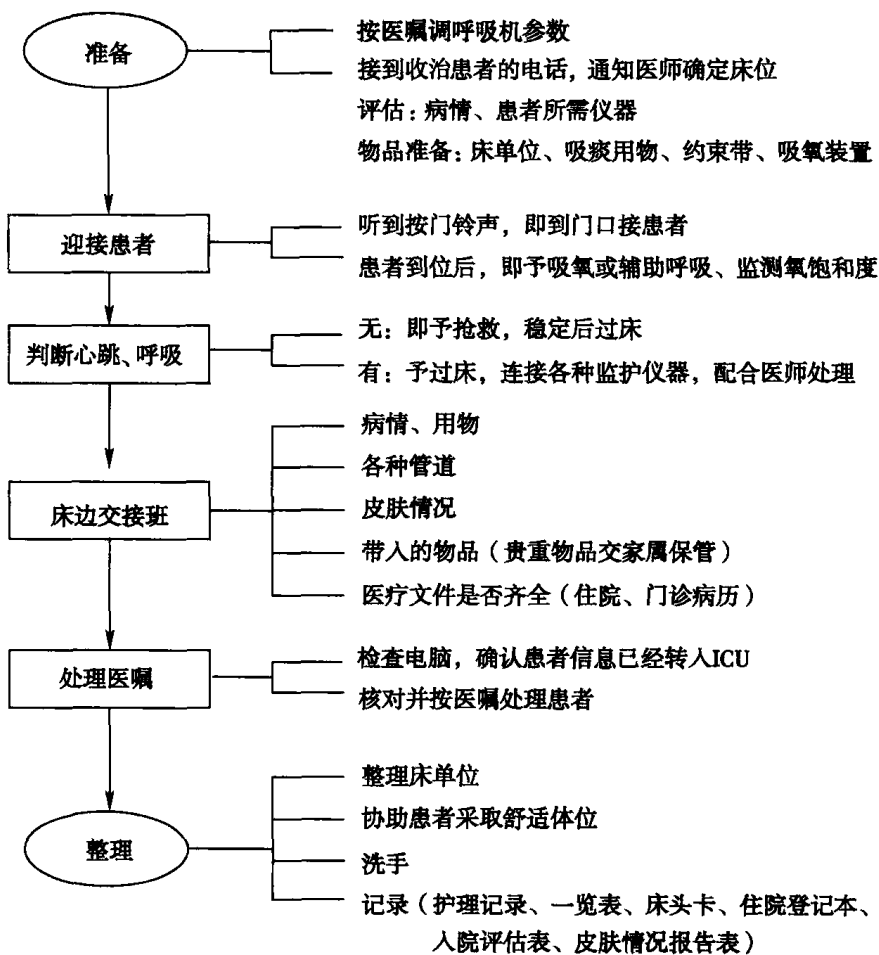 准备
按医嘱调呼吸机参数
接到收治患者的电话，通知医师确定床位
评估：病情、患者所需仪器
物品准备：床单位、吸痰用物、约束带、吸氧装置
迎接患者
听到按门铃声，即到门口接患者
患者到位后，即予吸氧或辅助呼吸、监测氧饱和度
判断心跳、呼吸
无：即予抢救，稳定后过床
有：予过床，连接各种监护仪器，配合医师处理
床边交接班
病情、用物
各种管道
皮肤情况
带入的物品（贵重物品交家属保管）
医疗文件是否齐全（住院、门诊病历）
处理医嘱
检查电脑，确认患者信息已经转入ICU
核对并按医嘱处理患者
整理
整理床单位
协助患者采取舒适体位
洗手
记录（护理记录、一览表、床头卡、住院登记本、
入院评估表、皮肤情况报告表）